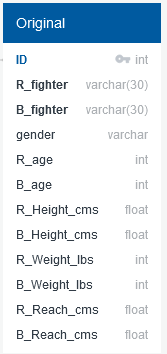 Original
ID int
R_fighter varchar(30)
B_fighter varchar(30)
gender varchar
R_age int
B_age int
R_Height_cms float
B_Height_cms float
R_Weight_lbs int
B_Weight_lbs int
R_Reach_cms float
B_Reach_cms float